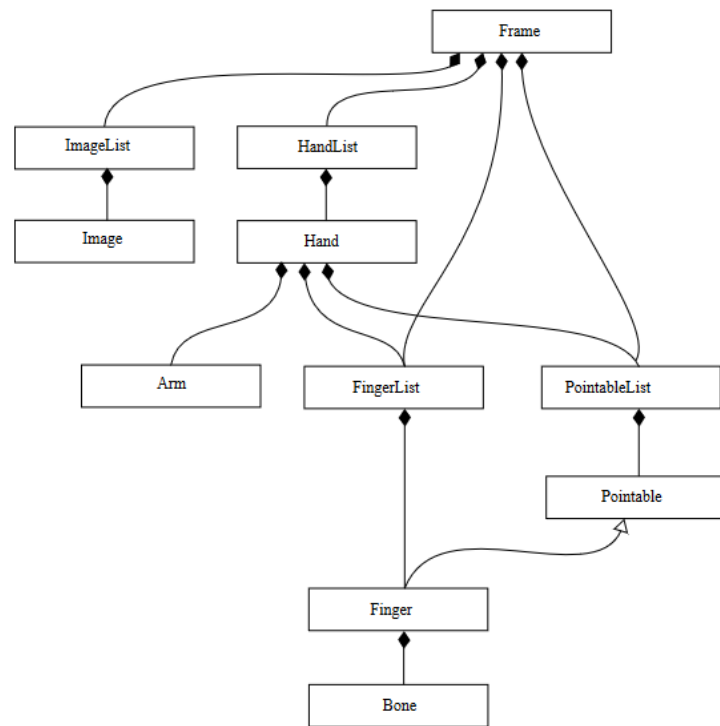 Frame
ImageList
HandList
Image
Hand
Arm
FingerList
PointableList
Pointable
Finger
Bone